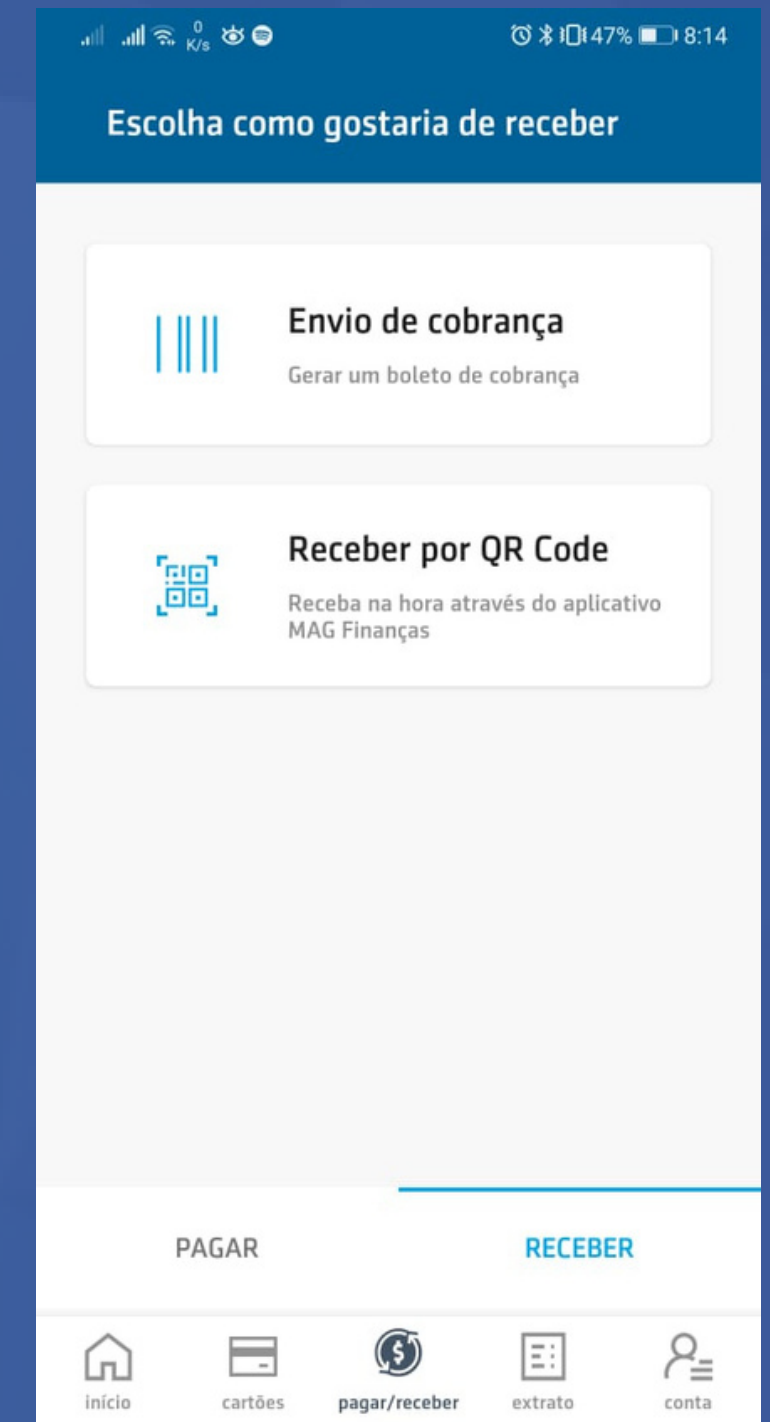 0 K/s 47% 8:14
Escolha como gostaria de receber
Envio de cobrança
Gerar um boleto de cobrança
Receber por QR Code
Receba na hora através do aplicativo
MAG Finanças
PAGAR RECEBER
início cartões pagar/receber extrato conta